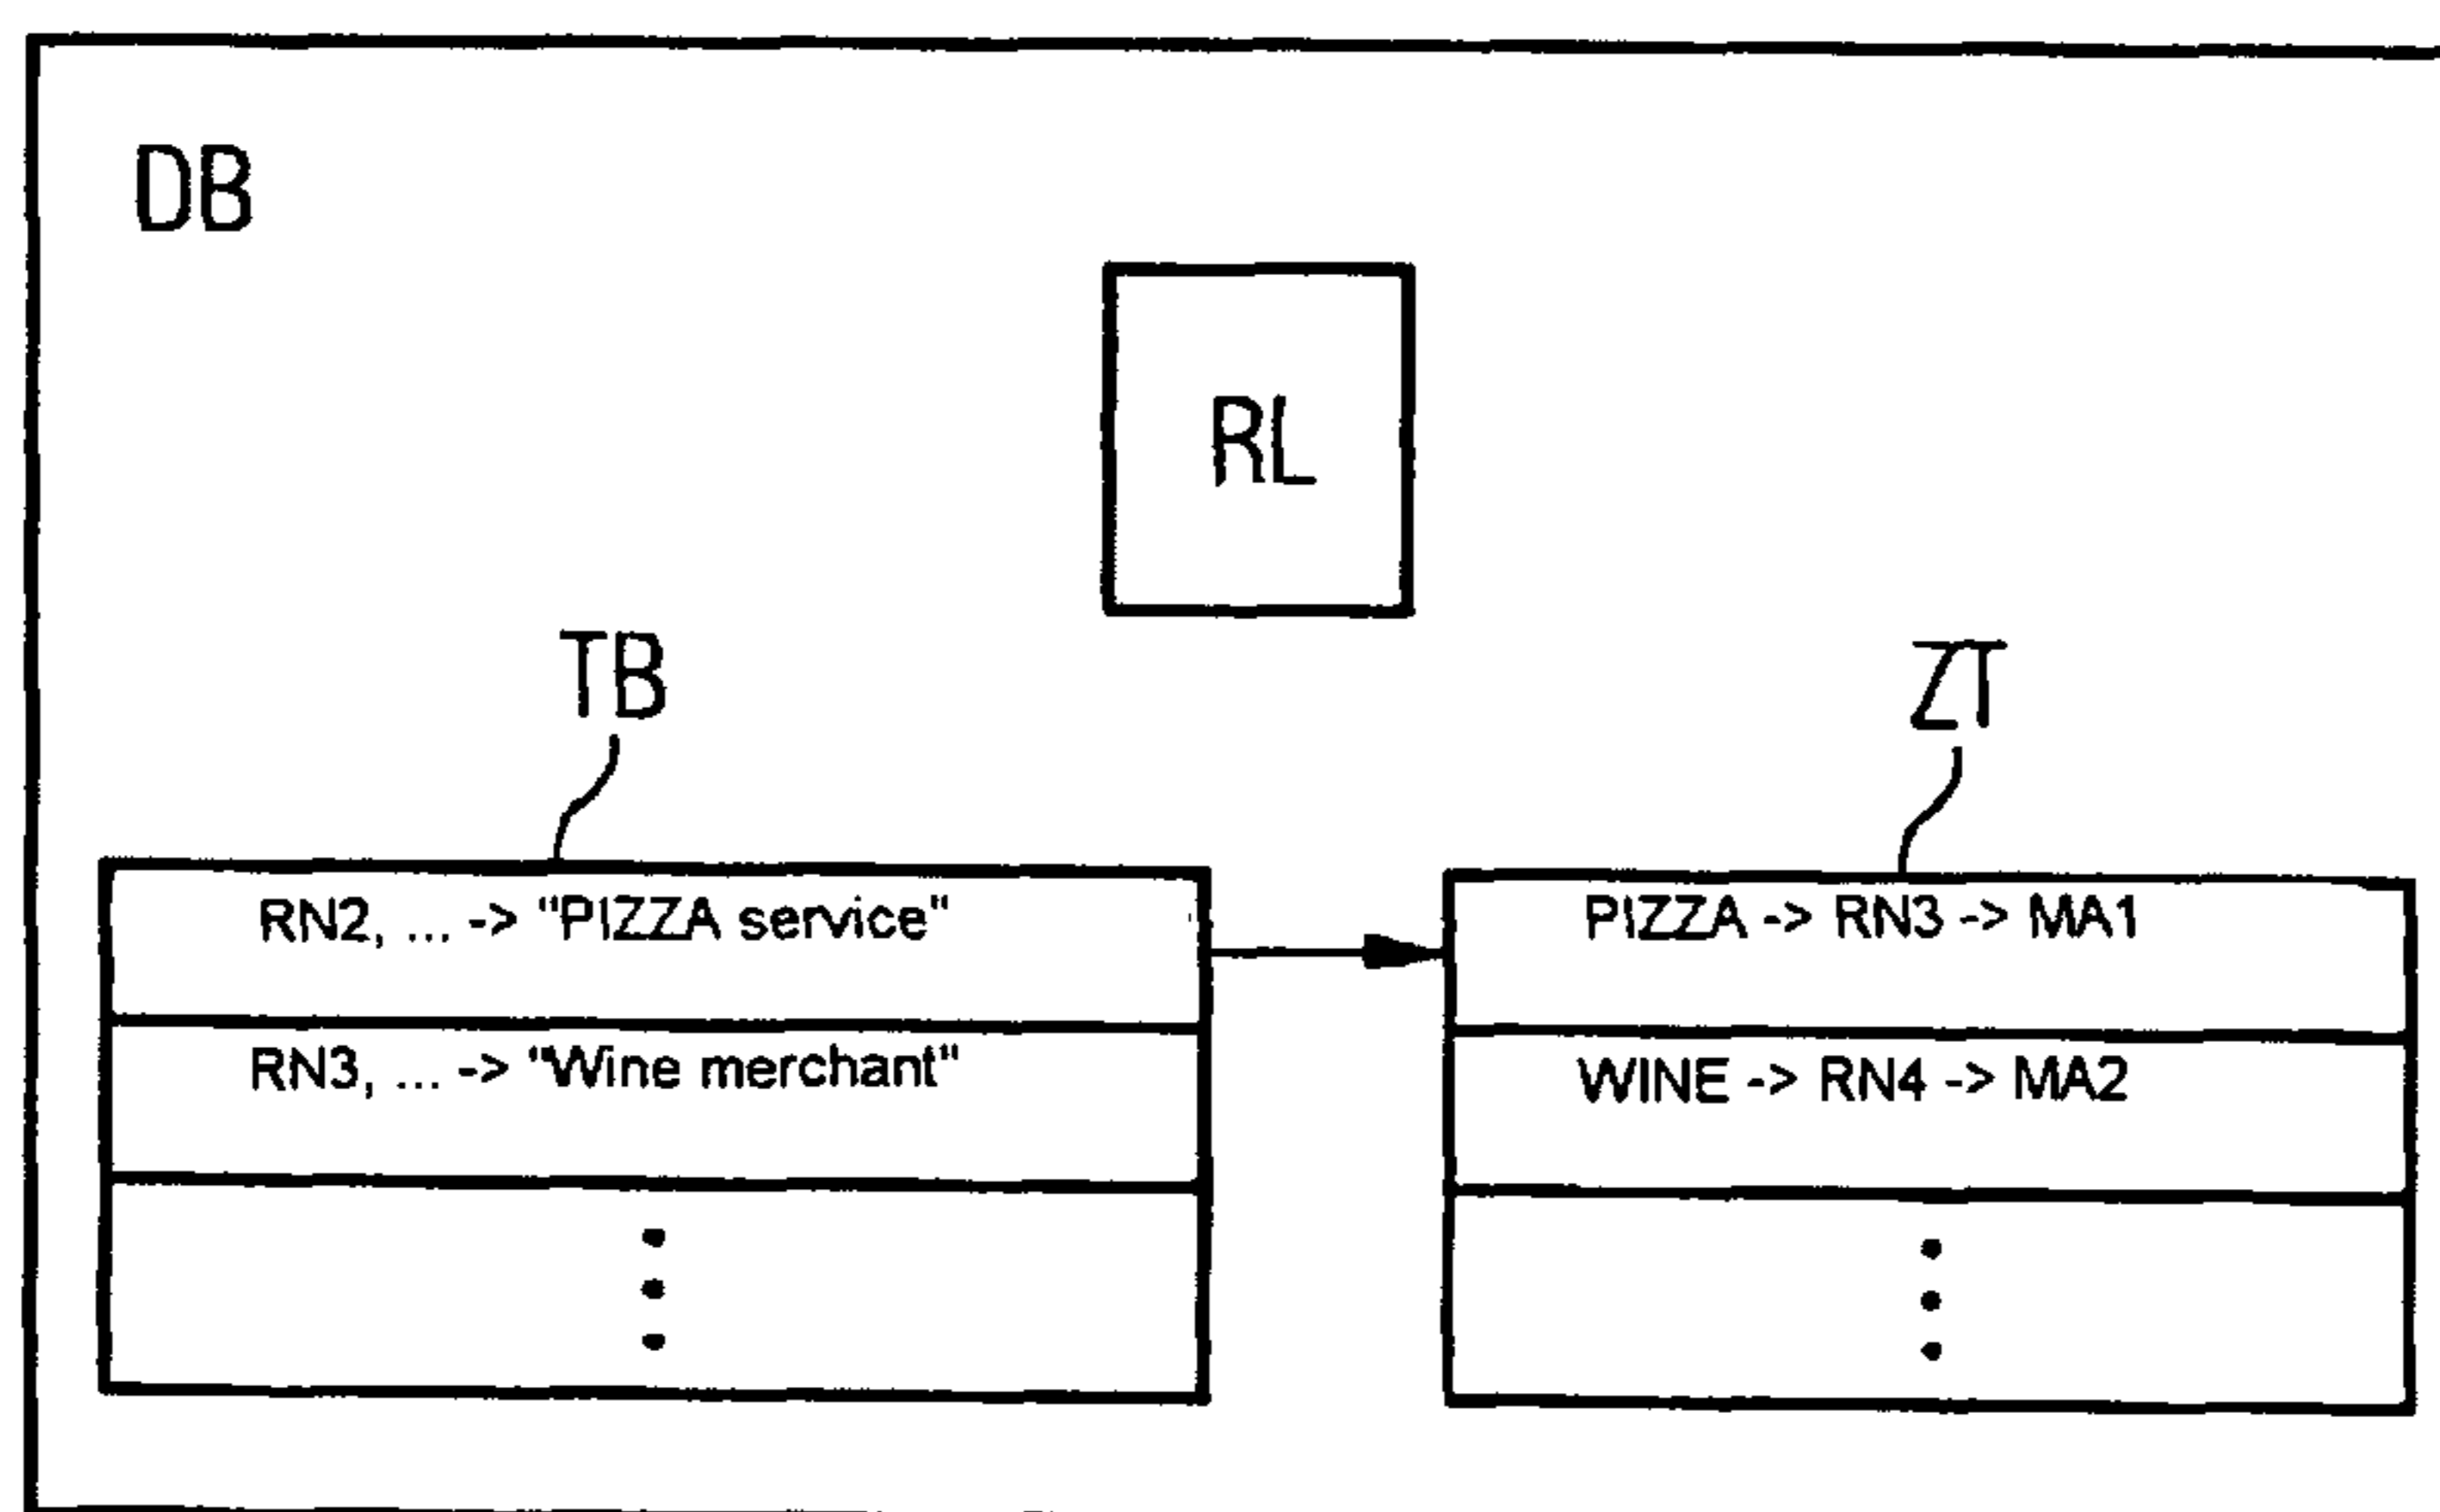 DB
RL
TB
ZT
RN2, ... -> "PIZZA service"
RN3, ... -> "Wine merchant"
PIZZA -> RN3 -> MA1
WINE -> RN4 -> MA2